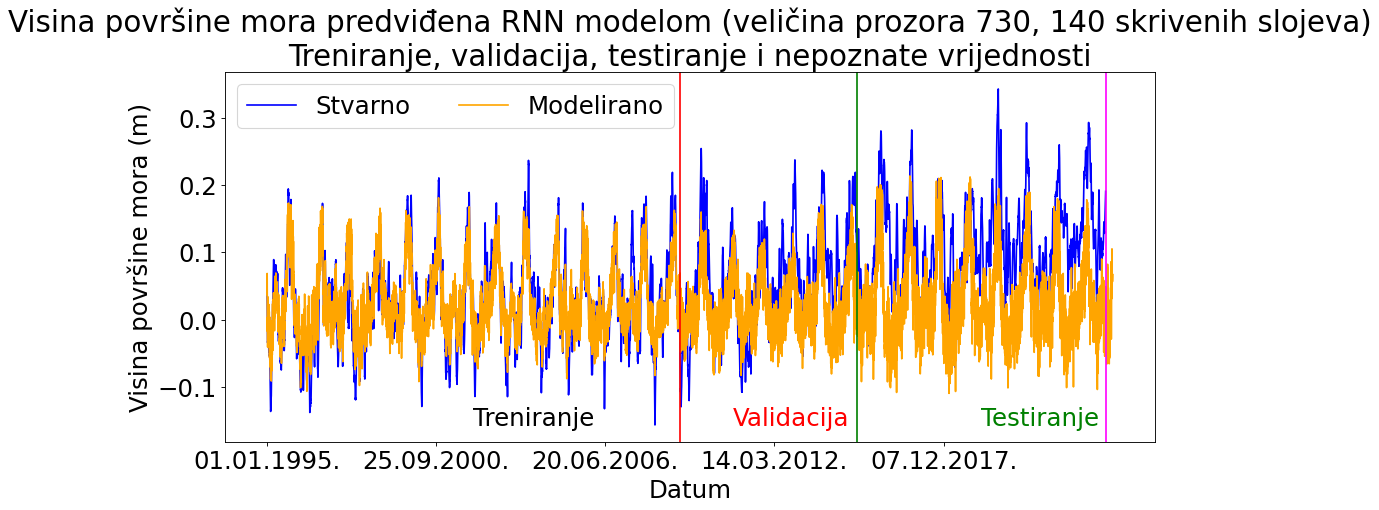 Visina površine mora predviđena RNN modelom (veličina prozora 730, 140 skrivenih slojeva)
Treniranje, validacija, testiranje i nepoznate vrijednosti
Stvarno Modelirano
Visina površine mora (m)
0.3
0.2
0.1
0.0
−0.1
Treniranje Validacija Testiranje
01.01.1995. 25.09.2000. 20.06.2006. 14.03.2012. 07.12.2017.
Datum